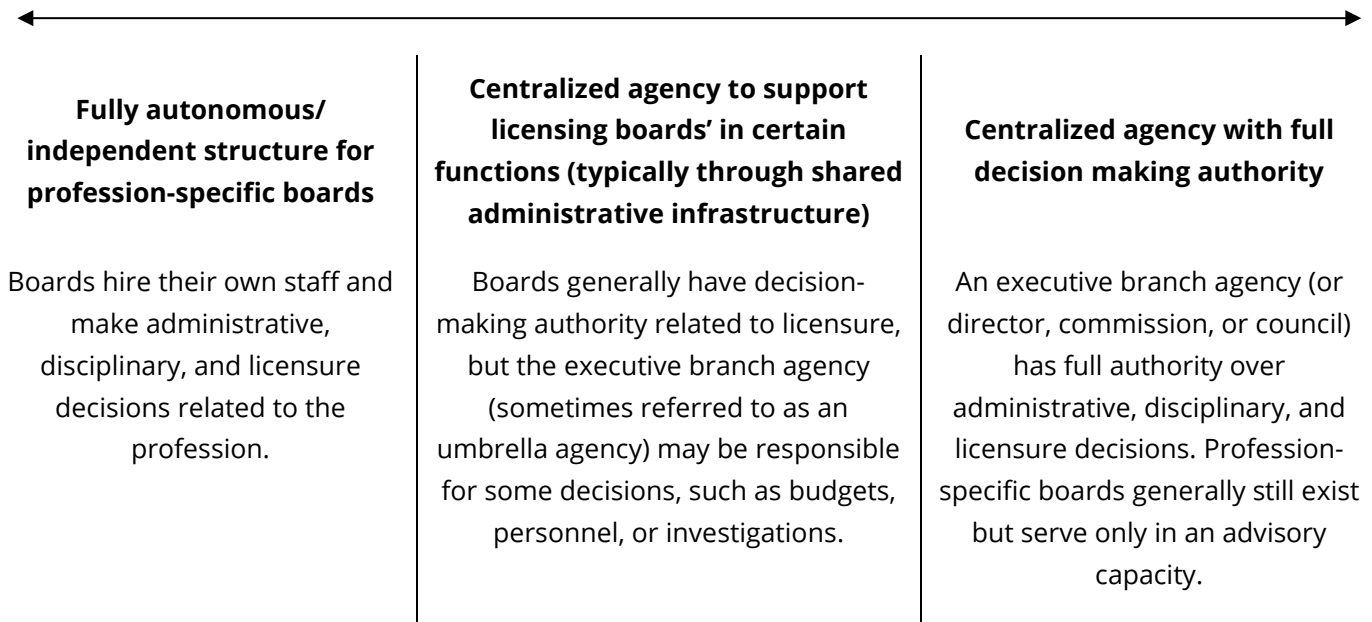 Fully autonomous/
independent structure for
profession-specific boards
Boards hire their own staff and
make administrative,
disciplinary, and licensure
decisions related to the
profession.
Centralized agency to support
licensing boards’ in certain
functions (typically through shared
administrative infrastructure)
Boards generally have decision-
making authority related to licensure,
but the executive branch agency
(sometimes referred to as an
umbrella agency) may be responsible
for some decisions, such as budgets,
personnel, or investigations.
Centralized agency with full
decision making authority
An executive branch agency (or
director, commission, or council)
has full authority over
administrative, disciplinary, and
licensure decisions. Profession-
specific boards generally still exist
but serve only in an advisory
capacity.